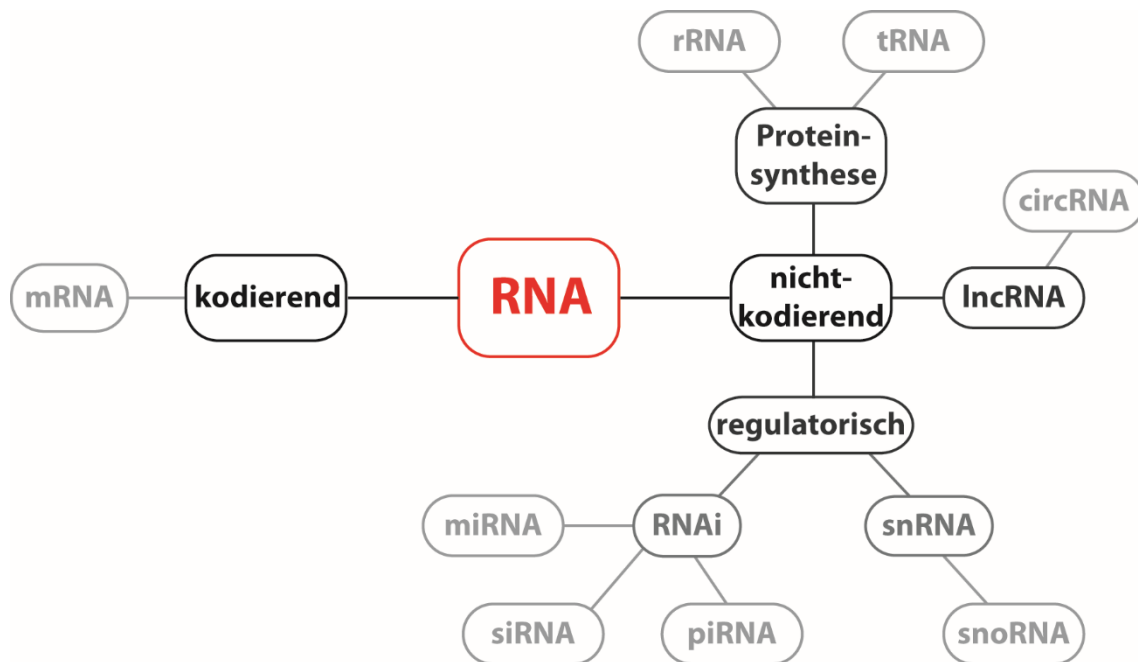 rRNA
tRNA
Protein-
synthese
circRNA
mRNA
kodierend
RNA
nicht-
kodierend
lncRNA
regulatorisch
miRNA
RNAi
snRNA
siRNA
piRNA
snoRNA